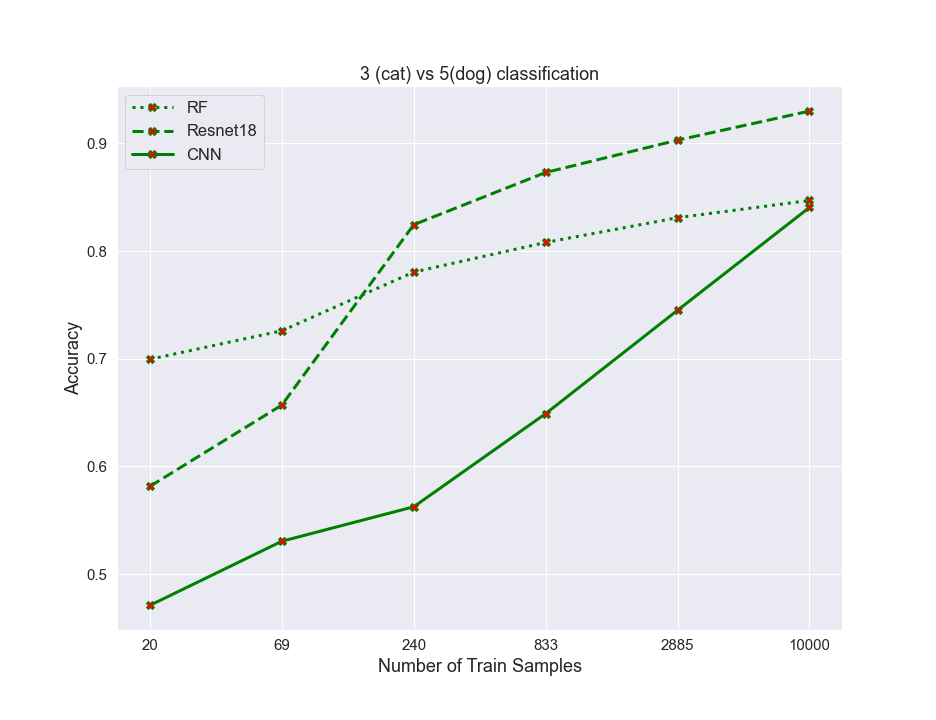 3 (cat) vs 5(dog) classification
RF
Resnet18
CNN
0.9
0.8
0.7
0.6
0.5
Accuracy
20 69 240 833 2885 10000
Number of Train Samples